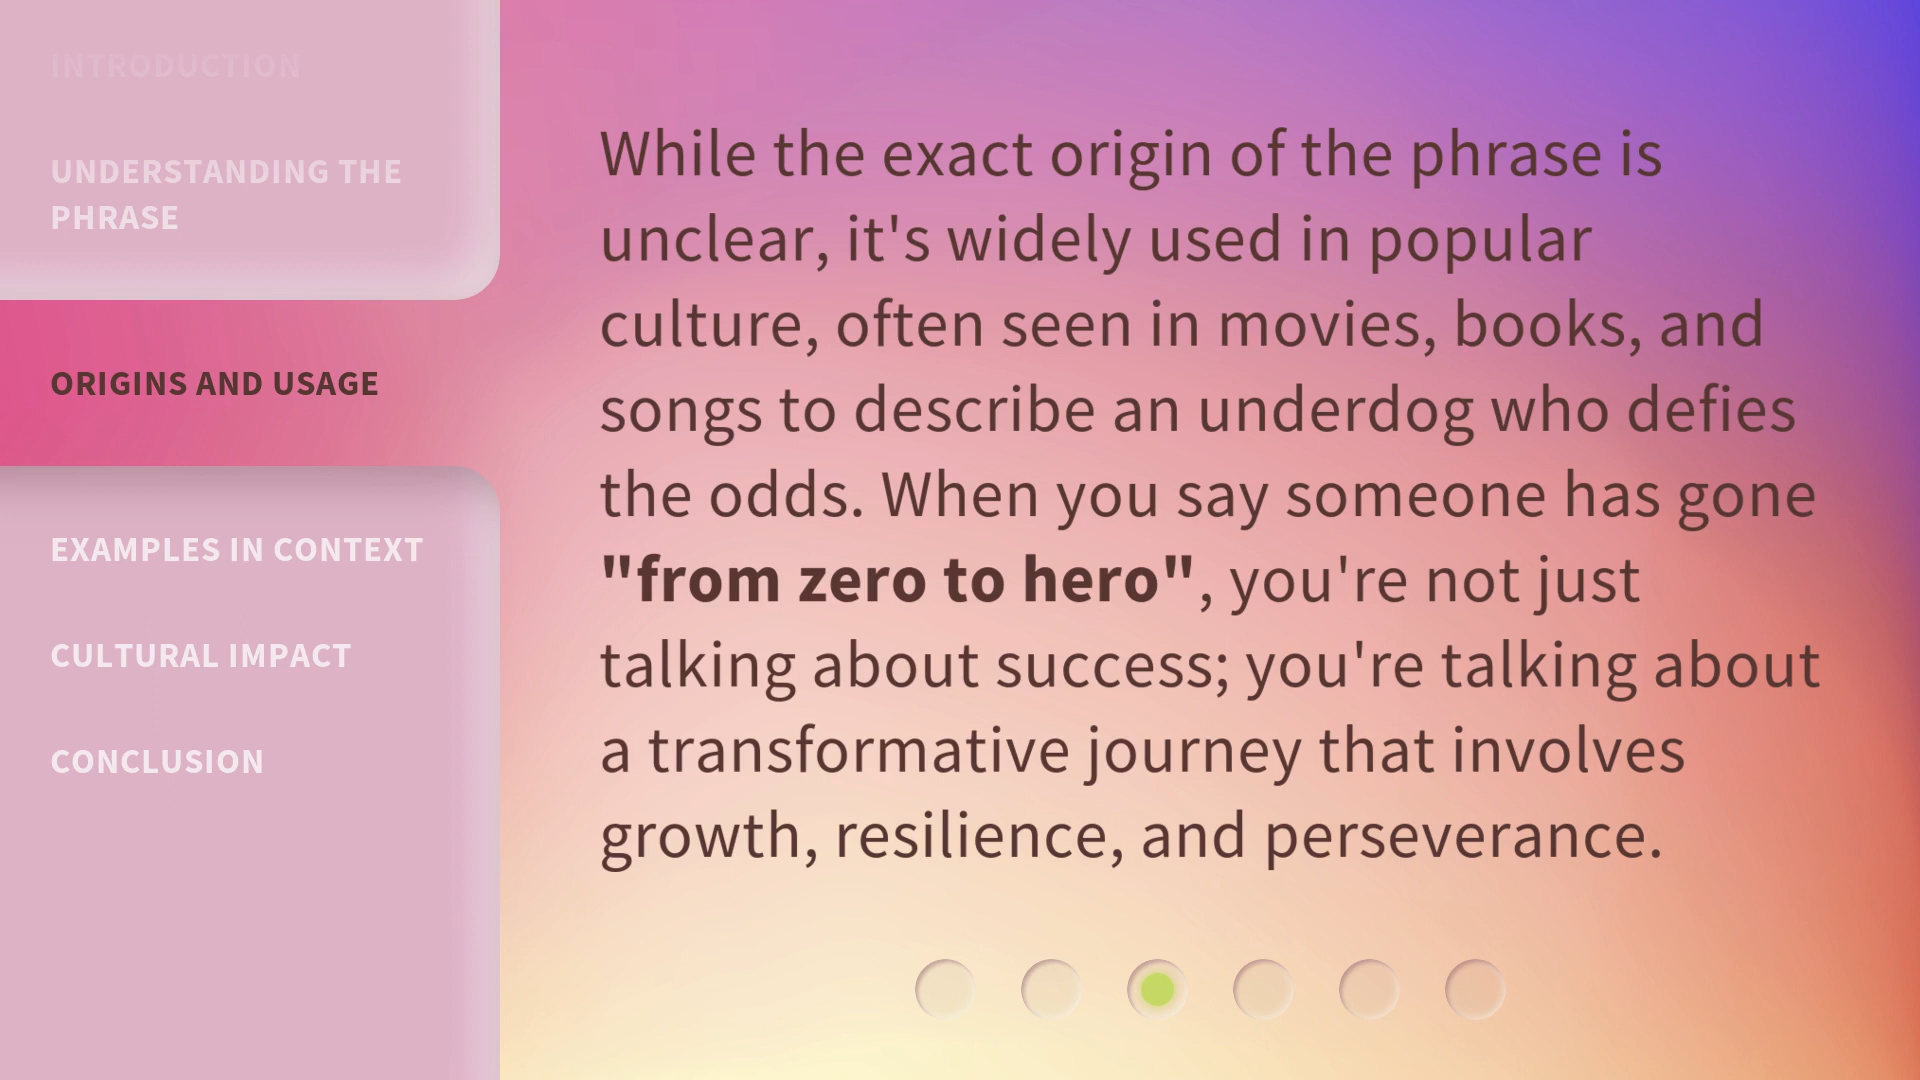 INTRODUCTION
UNDERSTANDING THE
PHRASE
ORIGINS AND USAGE
EXAMPLES IN CONTEXT
CULTURAL IMPACT
CONCLUSION
While the exact origin of the phrase is
unclear, it's widely used in popular
culture, often seen in movies, books, and
songs to describe an underdog who defies
the odds. When you say someone has gone
"from zero to hero", you're not just
talking about success; you're talking about
a transformative journey that involves
growth, resilience, and perseverance.